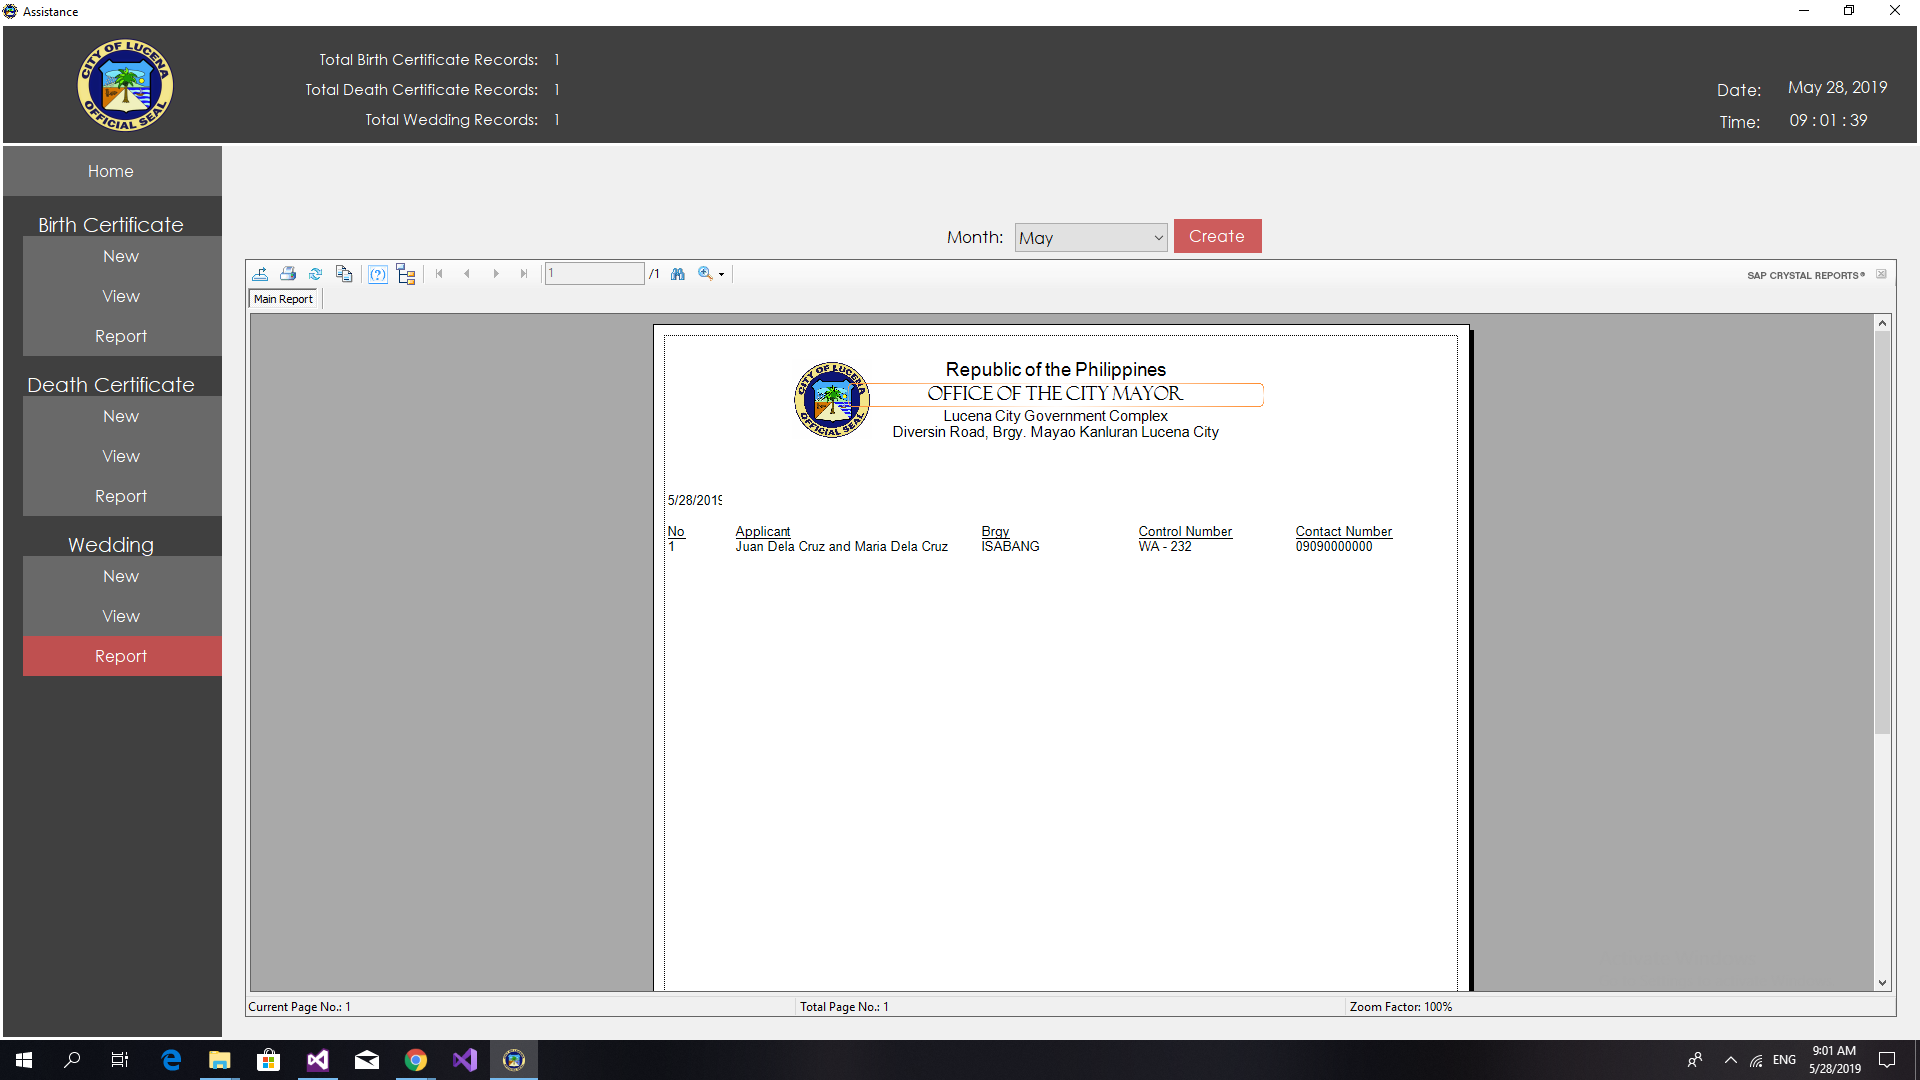 Assistance
CITY OF LUCENA
OFFICIAL SEAL
Total Birth Certificate Records: 1
Total Death Certificate Records: 1
Total Wedding Records: 1
Date: May 28, 2019
Time: 09 : 01 : 39
Home
Birth Certificate
New
View
Report
Death Certificate
New
View
Report
Wedding
New
View
Report
Month: May Create
1 /1
SAP CRYSTAL REPORTS®
Main Report
CITY OF LUCENA
OFFICIAL SEAL
Republic of the Philippines
OFFICE OF THE CITY MAYOR
Lucena City Government Complex
Diversin Road, Brgy. Mayao Kanluran Lucena City
5/28/2019
No Applicant Brgy Control Number Contact Number
1 Juan Dela Cruz and Maria Dela Cruz ISABANG WA - 232 09090000000
Current Page No.: 1 Total Page No.: 1 Zoom Factor: 100%
ENG
9:01 AM
5/28/2019